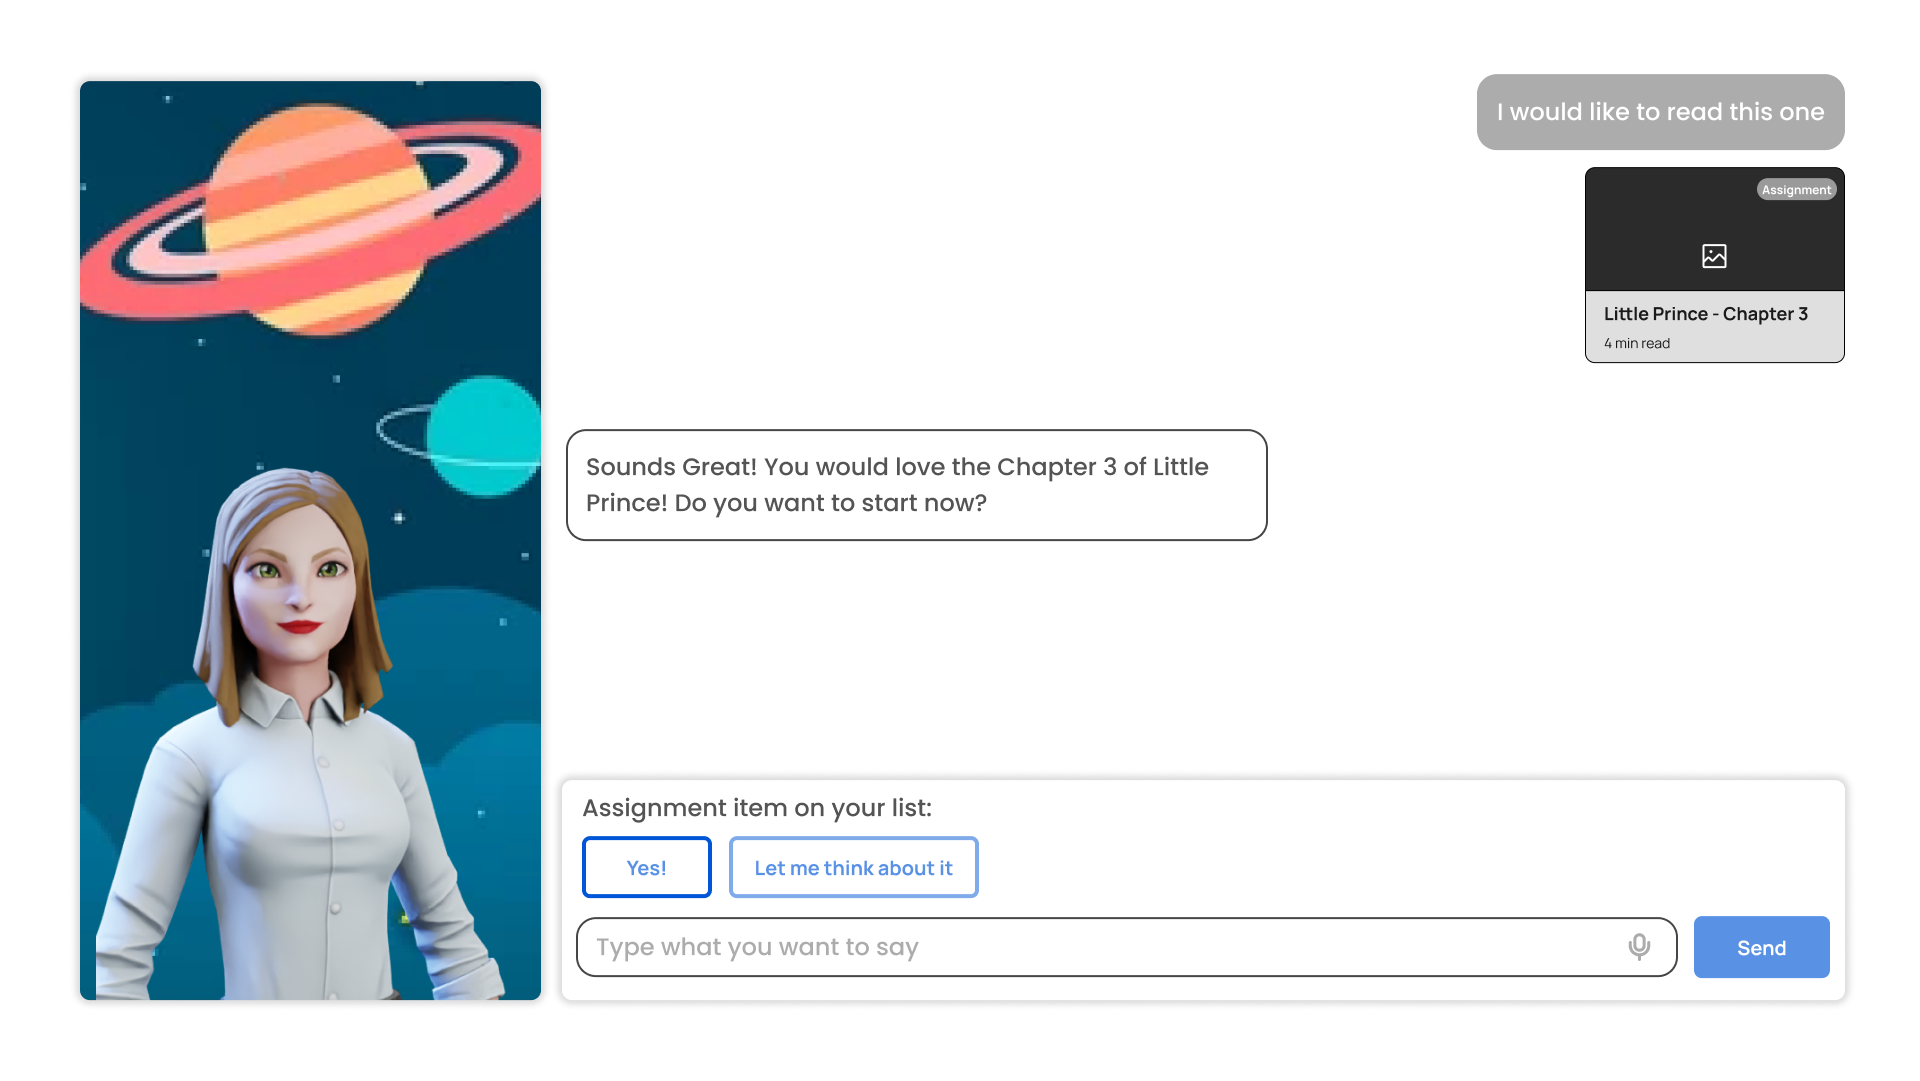 I would like to read this one
Assignment
Little Prince - Chapter 3
4 min read
Sounds Great! You would love the Chapter 3 of Little
Prince! Do you want to start now?
Assignment item on your list:
Yes!
Let me think about it
Type what you want to say
Send